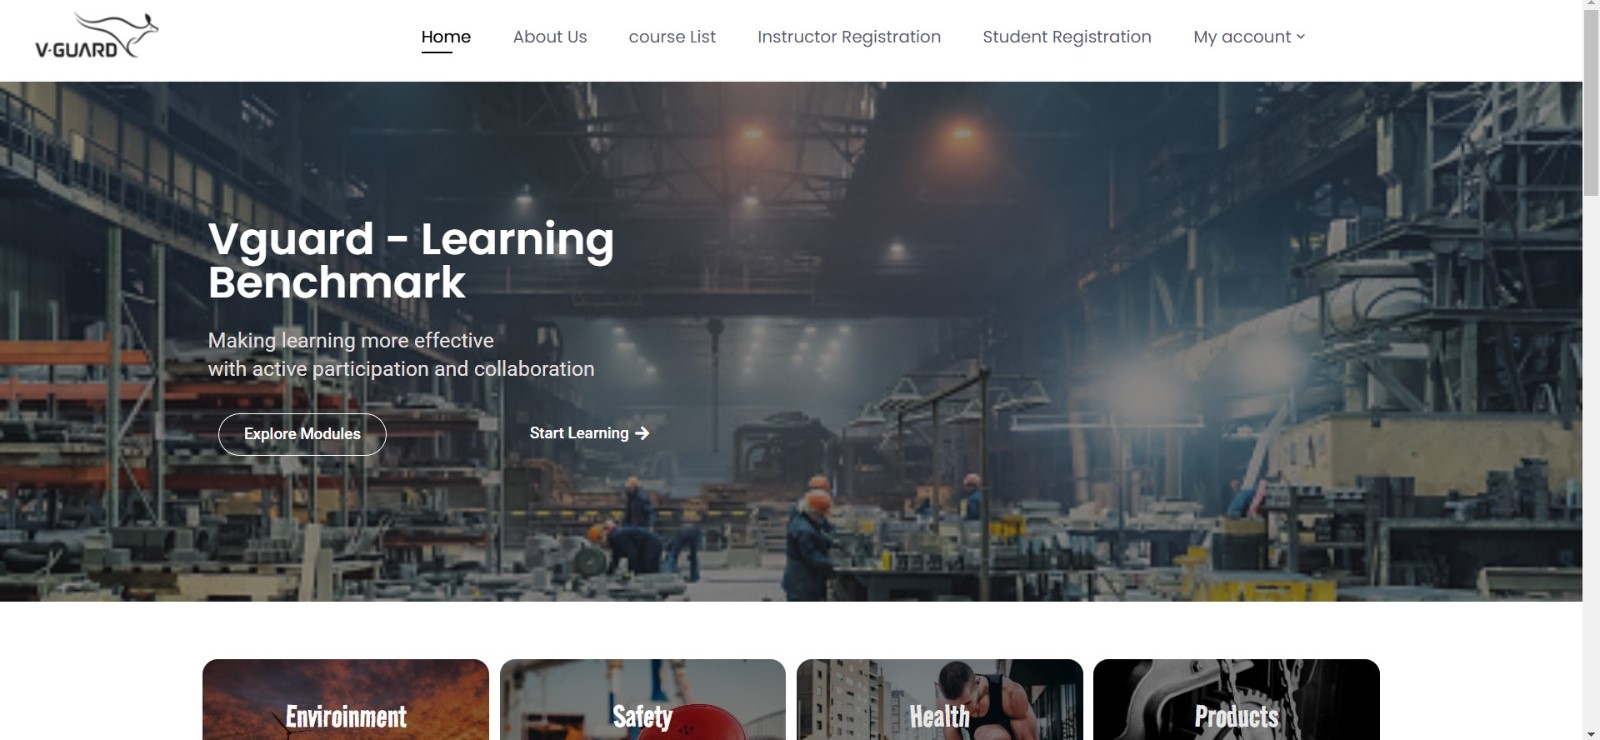 V-GUARD
Home About Us course List Instructor Registration Student Registration My account
Vguard - Learning
Benchmark
Making learning more effective
with active participation and collaboration
Explore Modules Start Learning
Enviroinment Safety Health Products